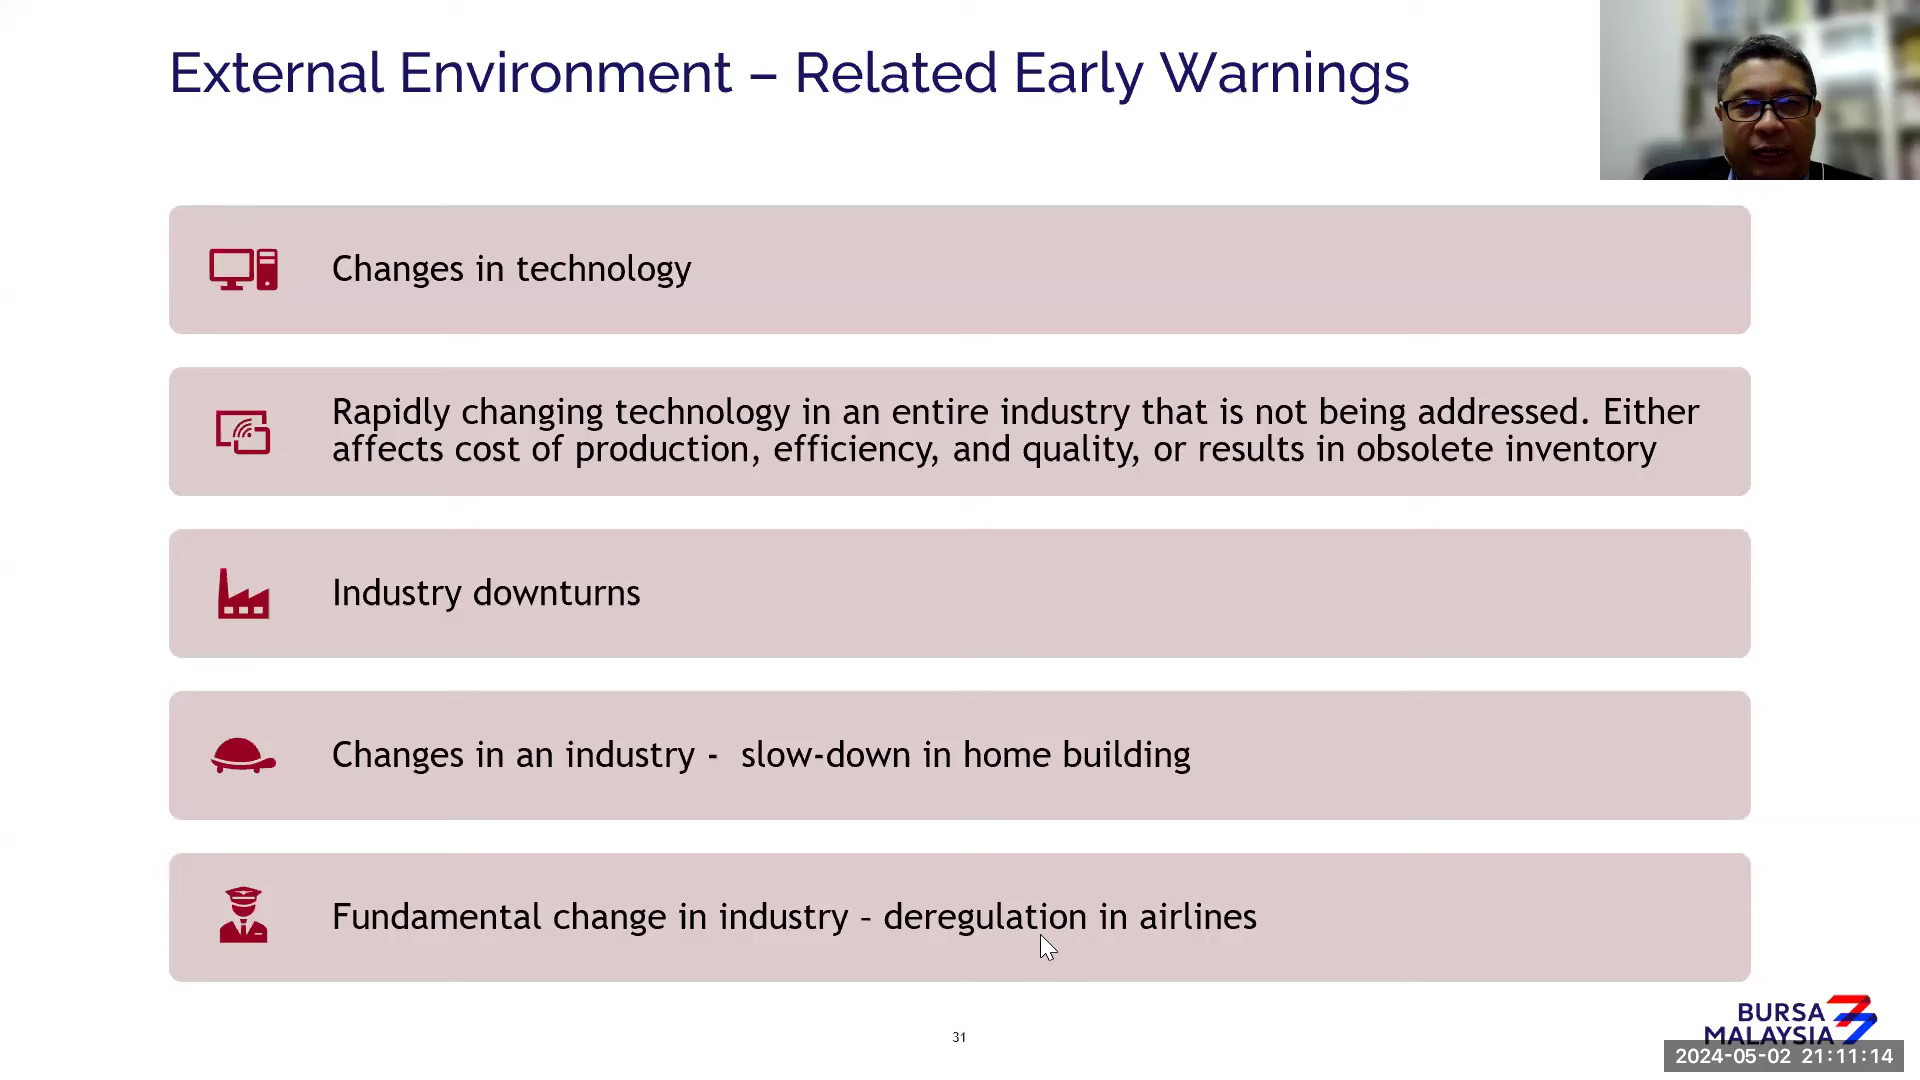 External Environment – Related Early Warnings
Changes in technology
Rapidly changing technology in an entire industry that is not being addressed. Either
affects cost of production, efficiency, and quality, or results in obsolete inventory
Industry downturns
Changes in an industry -  slow-down in home building
Fundamental change in industry – deregulation in airlines
31
BURSA
MALAYSIA
2024-05-02 21:11:14